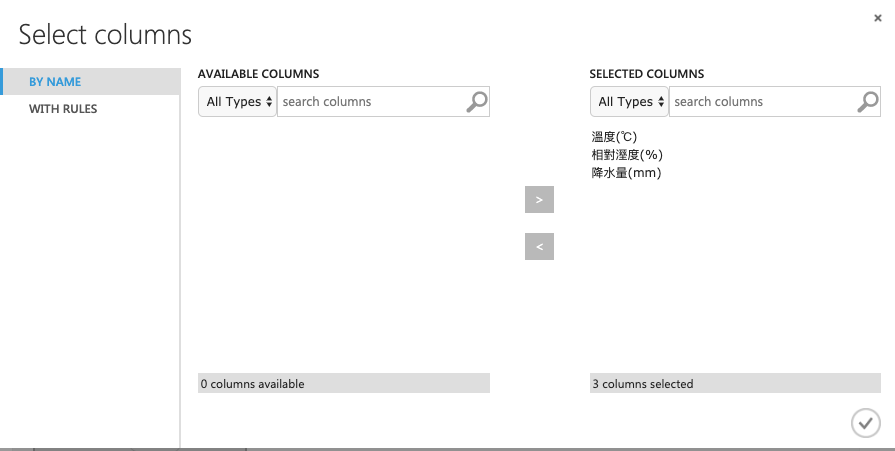 ×
Select columns
BY NAME
WITH RULES
AVAILABLE COLUMNS
All Types
search columns
0 columns available
>
<
SELECTED COLUMNS
All Types
search columns
溫度(℃)
相對溼度(%)
降水量(mm)
3 columns selected